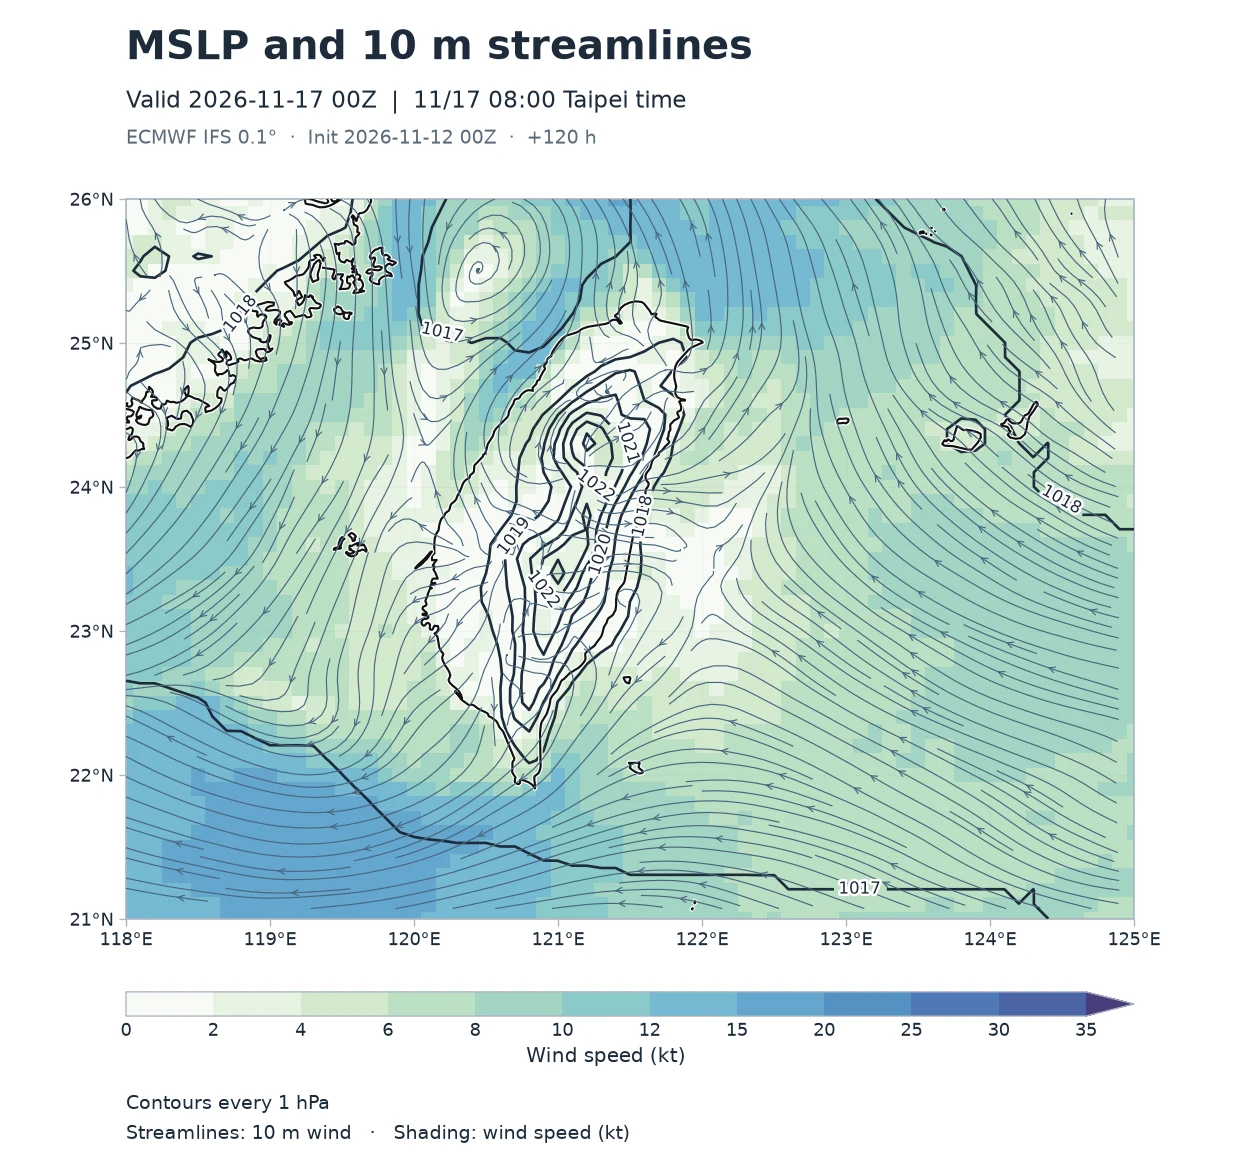 MSLP and 10 m streamlines
Valid 2026-11-17 00Z | 11/17 08:00 Taipei time
ECMWF IFS 0.1° · Init 2026-11-12 00Z · +120 h
26°N
25°N
24°N
23°N
22°N
21°N
1018
1017
1021
1022
1018
1018
1019
1020
1022
1017
118°E 119°E 120°E 121°E 122°E 123°E 124°E 125°E
0 2 4 6 8 10 12 15 20 25 30 35
Wind speed (kt)
Contours every 1 hPa
Streamlines: 10 m wind · Shading: wind speed (kt)